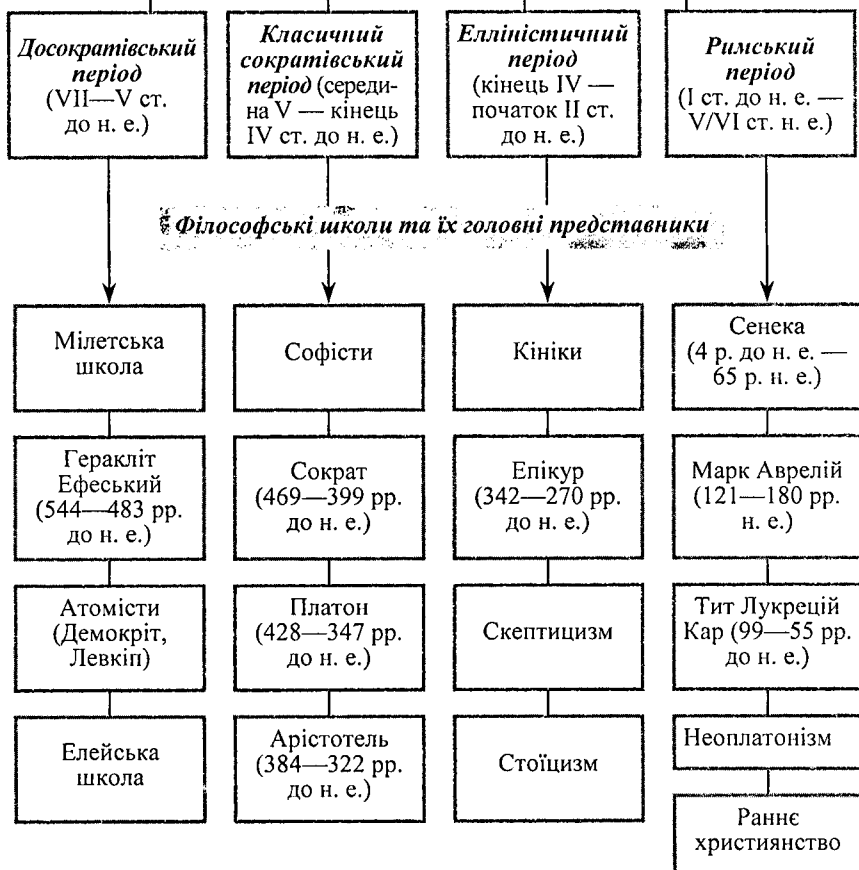 Досократівський
період
(VII—V ст.
до н. е.)
Класичний
сократівський
період (середи-
на V — кінець
IV ст. до н. е.)
Елліністичний
період
(кінець IV —
початок II ст.
до н. е.)
Римський
період
(I ст. до н. е. —
V/VI ст. н. е.)
Філософські школи та їх головні представники
Мілетська
школа
Геракліт
Ефеський
(544—483 рр.
до н. е.)
Атомісти
(Демокріт,
Левкіп)
Елейська
школа
Софісти
Сократ
(469—399 рр.
до н. е.)
Платон
(428—347 рр.
до н. е.)
Арістотель
(384—322 рр.
до н. е.)
Кініки
Епікур
(342—270 рр.
до н. е.)
Скептицизм
Стоїцизм
Сенека
(4 р. до н. е. —
65 р. н. е.)
Марк Аврелій
(121—180 рр.
н. е.)
Тит Лукрецій
Кар (99—55 рр.
до н. е.)
Неоплатонізм
Раннє
християнство